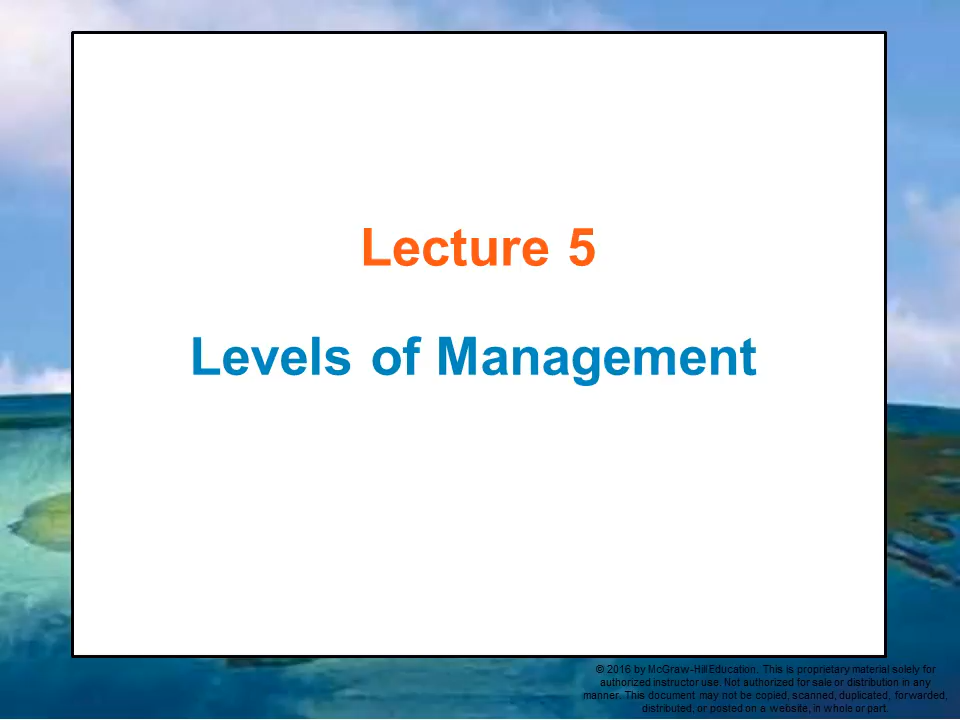 Lecture 5
Levels of Management
© 2016 by McGraw-Hill Education. This is proprietary material solely for
authorized instructor use. Not authorized for sale or distribution in any
manner. This document may not be copied, scanned, duplicated, forwarded,
distributed, or posted on a website, in whole or part.